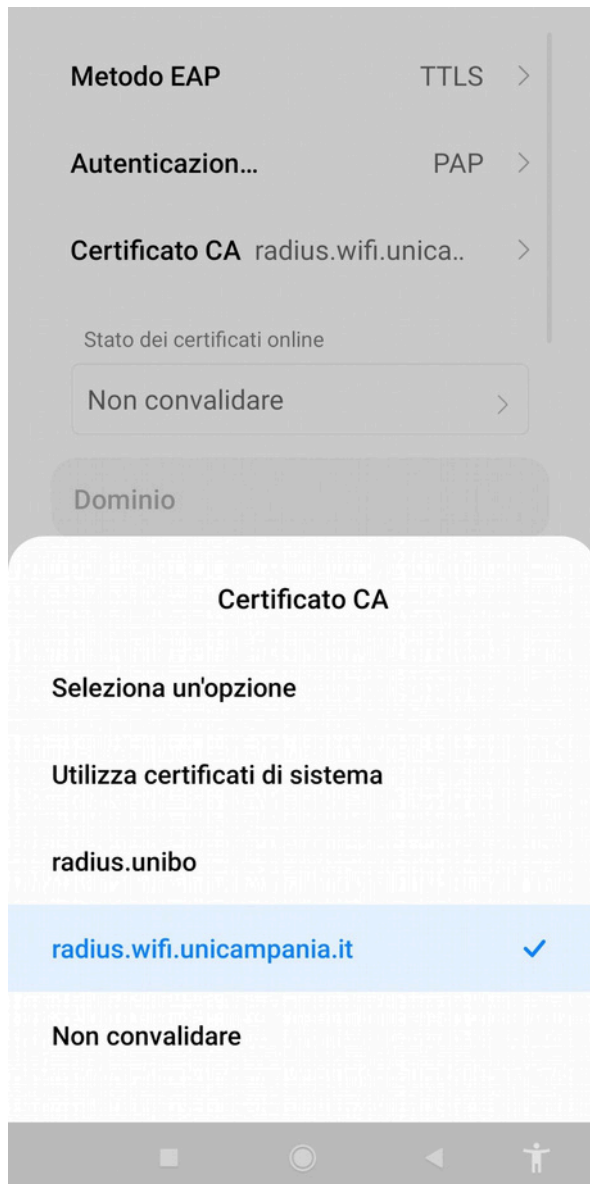 Metodo EAP TTLS
Autenticazion... PAP
Certificato CA radius.wifi.unica..
Stato dei certificati online
Non convalidare
Dominio
Certificato CA
Seleziona un'opzione
Utilizza certificati di sistema
radius.unibo
radius.wifi.unicampania.it
Non convalidare